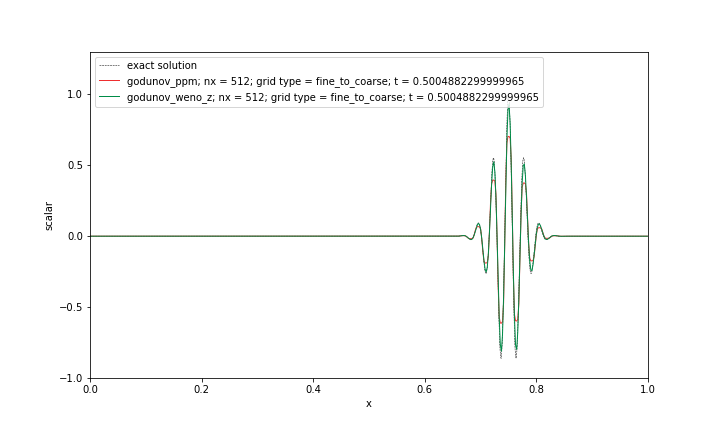 exact solution
godunov_ppm; nx = 512; grid type = fine_to_coarse; t = 0.5004882299999965
godunov_weno_z; nx = 512; grid type = fine_to_coarse; t = 0.5004882299999965
1.0
0.5
0.0
−0.5
−1.0
scalar
0.0 0.2 0.4 0.6 0.8 1.0
x